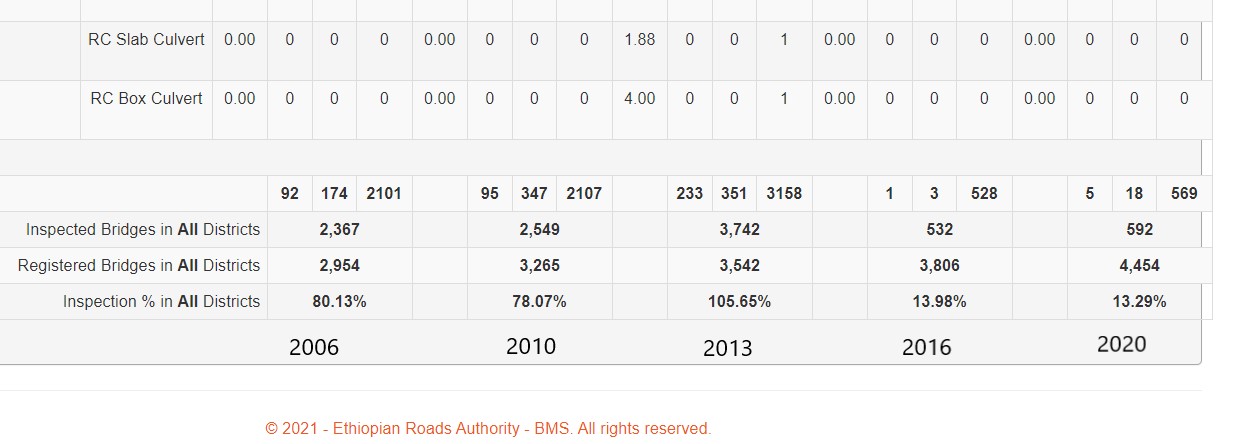 RC Slab Culvert 0.00 0 0 0 0.00 0 0 0 1.88 0 0 1 0.00 0 0 0 0.00 0 0 0
RC Box Culvert 0.00 0 0 0 0.00 0 0 0 4.00 0 0 1 0.00 0 0 0 0.00 0 0 0
92 174 2101 95 347 2107 233 351 3158 1 3 528 5 18 569
Inspected Bridges in All Districts 2,367 2,549 3,742 532 592
Registered Bridges in All Districts 2,954 3,265 3,542 3,806 4,454
Inspection % in All Districts 80.13% 78.07% 105.65% 13.98% 13.29%
2006 2010 2013 2016 2020
© 2021 - Ethiopian Roads Authority - BMS. All rights reserved.